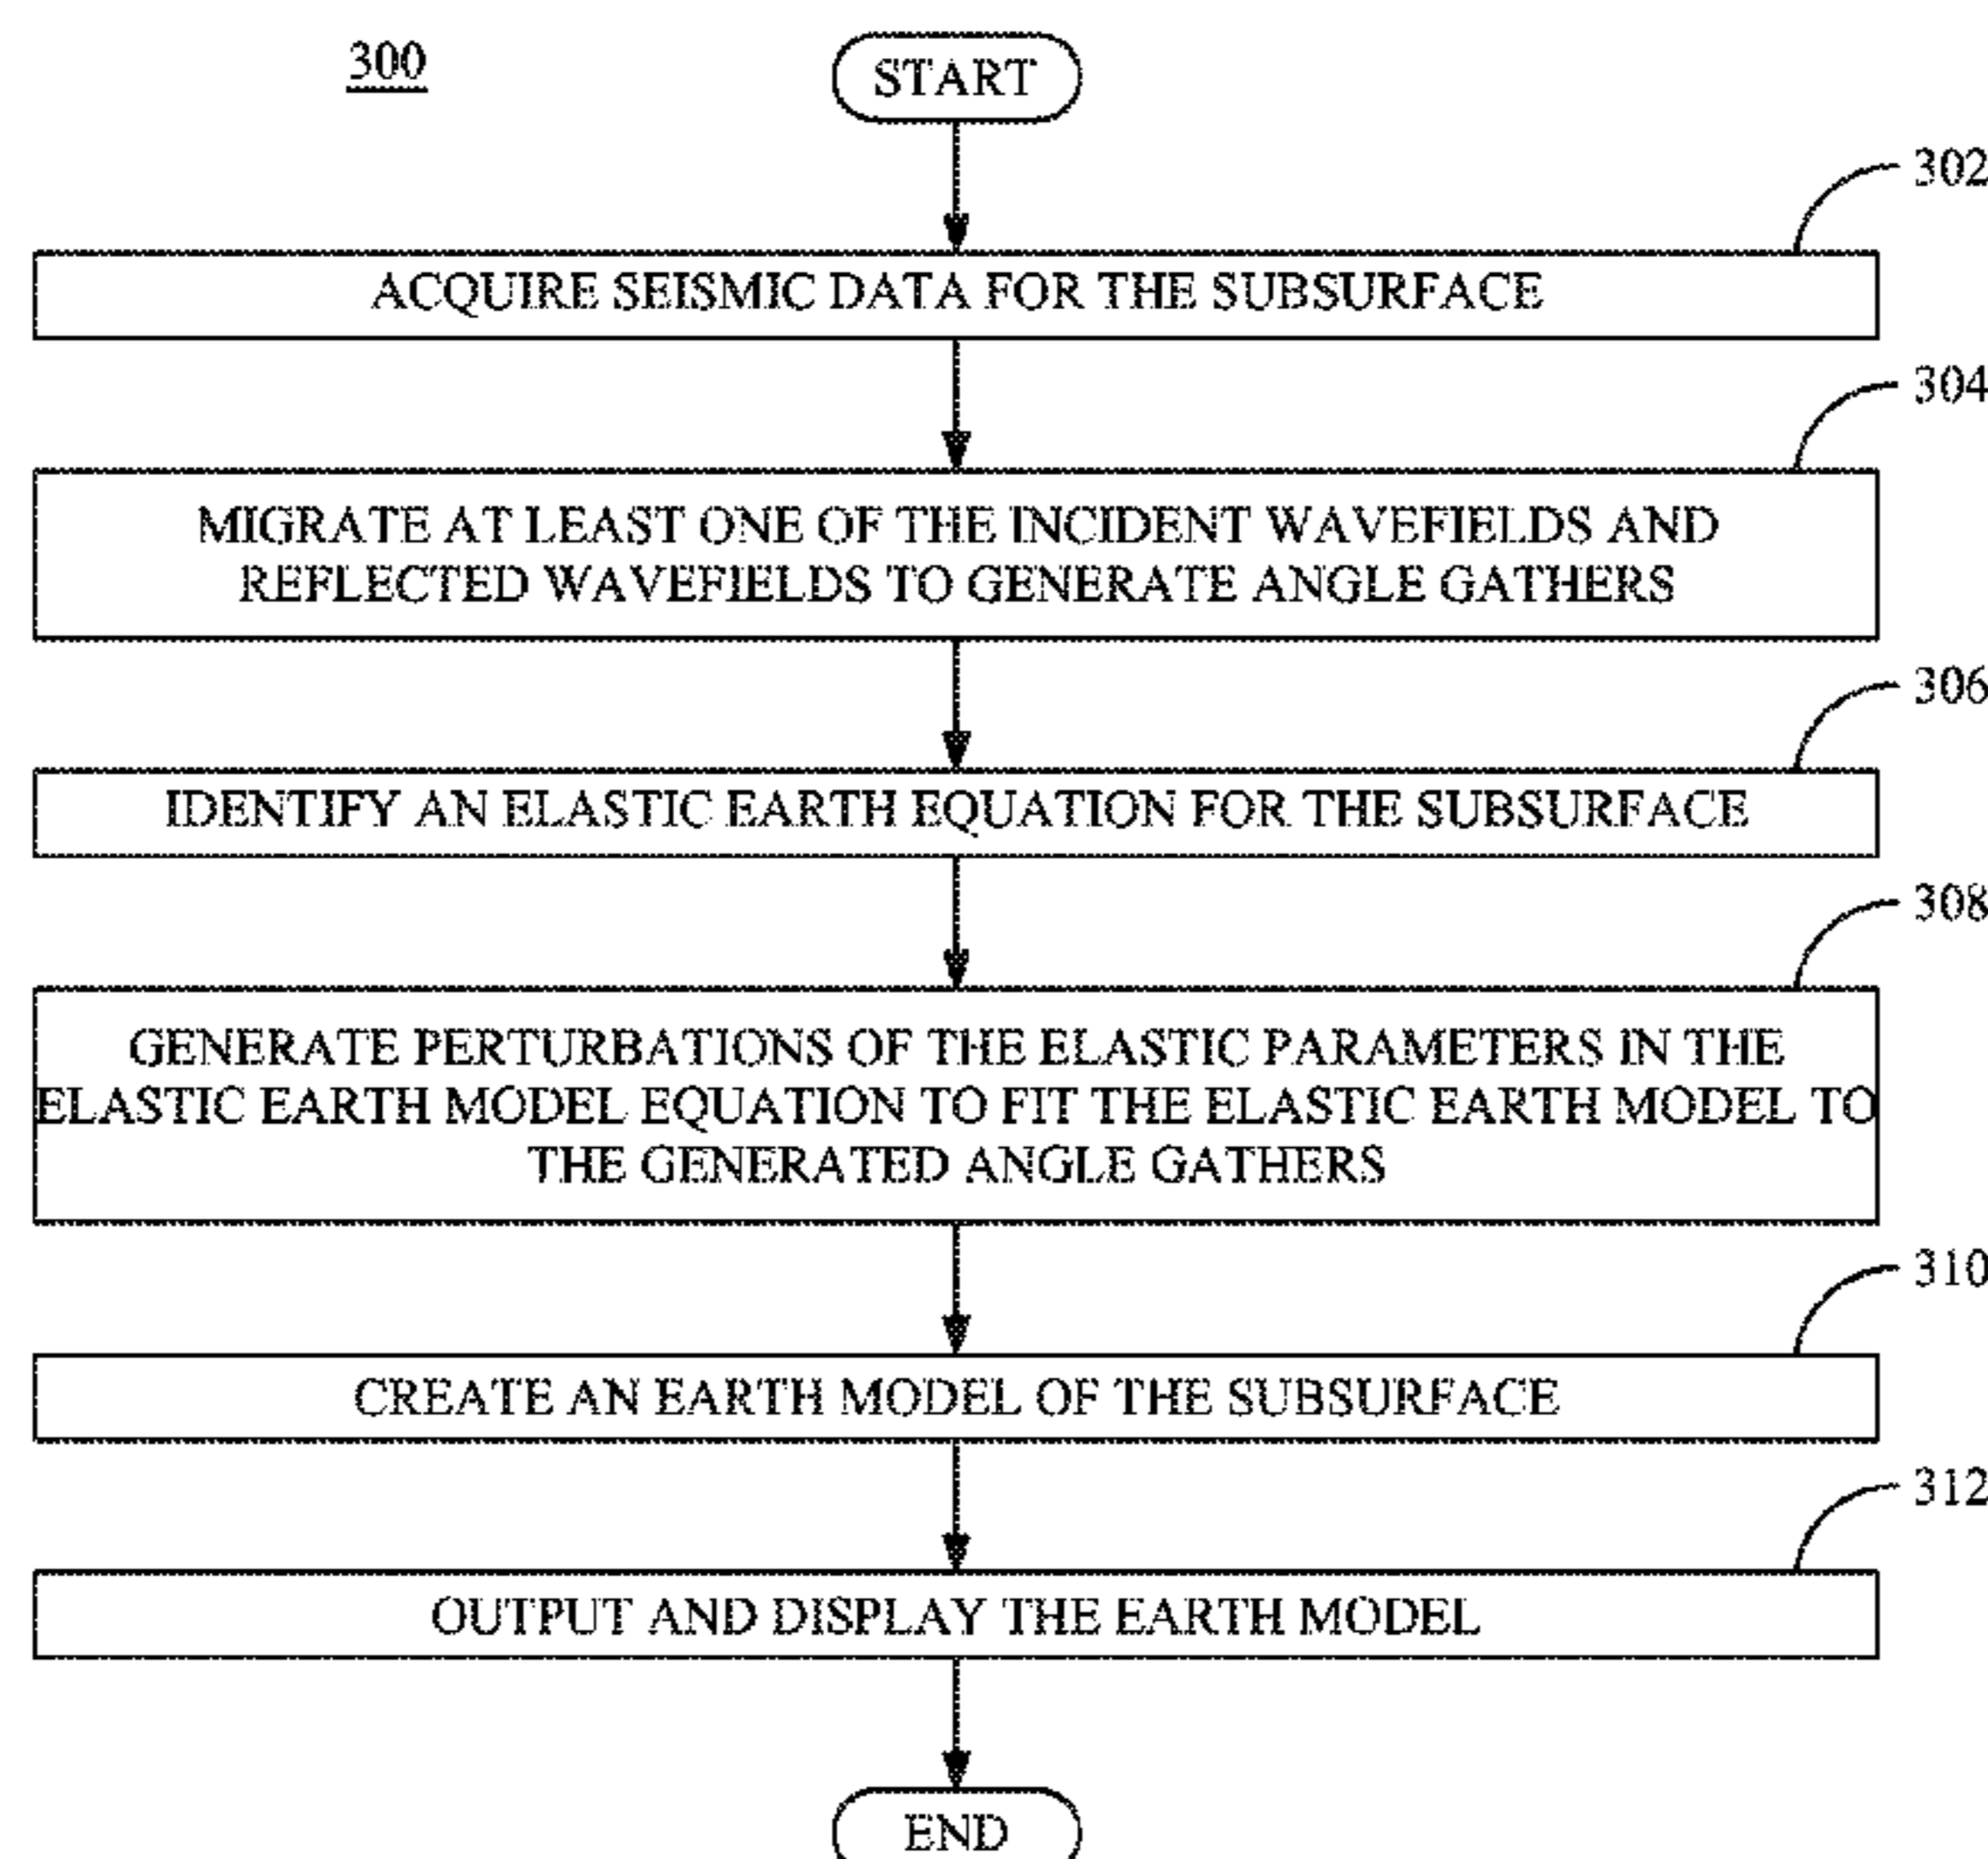 300
START
302
ACQUIRE SEISMIC DATA FOR THE SUBSURFACE
304
MIGRATE AT LEAST ONE OF THE INCIDENT WAVEFIELDS AND
REFLECTED WAVEFIELDS TO GENERATE ANGLE GATHERS
306
IDENTIFY AN ELASTIC EARTH EQUATION FOR THE SUBSURFACE
308
GENERATE PERTURBATIONS OF THE ELASTIC PARAMETERS IN THE
ELASTIC EARTH MODEL EQUATION TO FIT THE ELASTIC EARTH MODEL TO
THE GENERATED ANGLE GATHERS
310
CREATE AN EARTH MODEL OF THE SUBSURFACE
312
OUTPUT AND DISPLAY THE EARTH MODEL
END